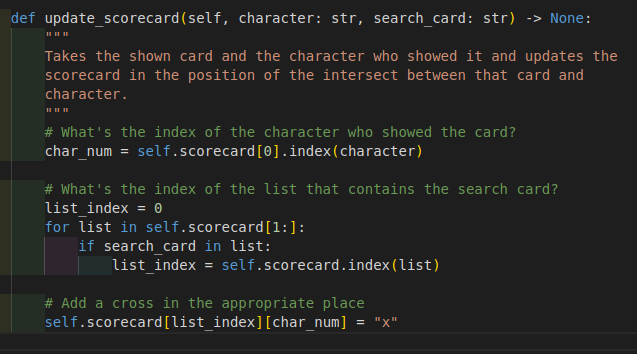 def update_scorecard(self, character: str, search_card: str) -> None:
    """
    Takes the shown card and the character who showed it and updates the
    scorecard in the position of the intersect between that card and
    character.
    """
    # What's the index of the character who showed the card?
    char_num = self.scorecard[0].index(character)

    # What's the index of the list that contains the search card?
    list_index = 0
    for list in self.scorecard[1:]:
        if search_card in list:
            list_index = self.scorecard.index(list)

    # Add a cross in the appropriate place
    self.scorecard[list_index][char_num] = "x"